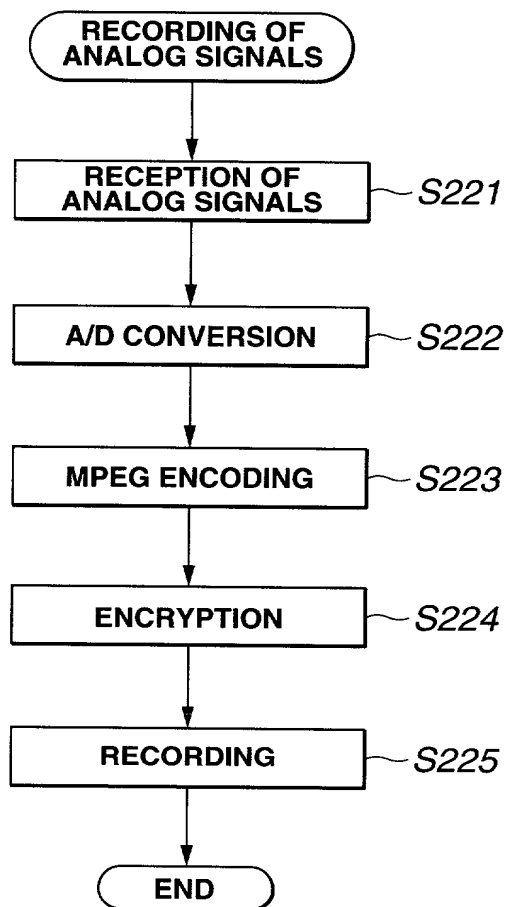 RECORDING OF
ANALOG SIGNALS
RECEPTION OF
ANALOG SIGNALS
S221
A/D CONVERSION
S222
MPEG ENCODING
S223
ENCRYPTION
S224
RECORDING
S225
END